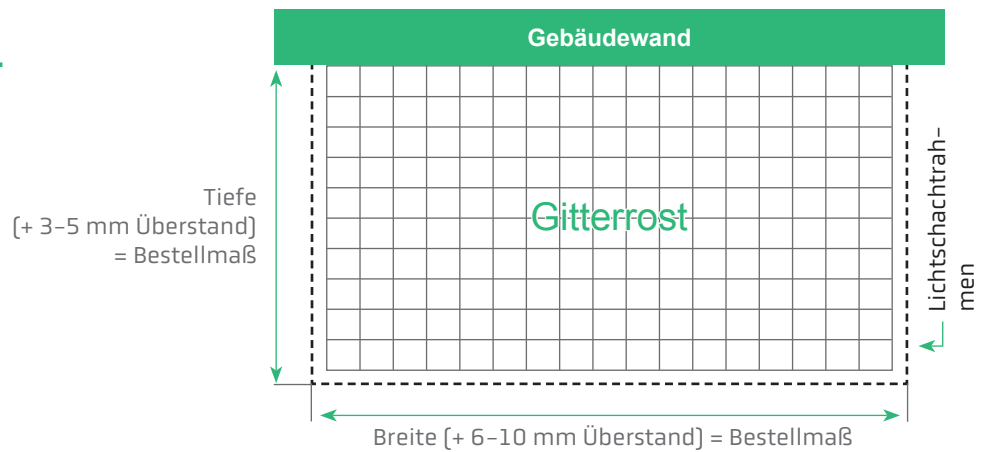 Gebäudewand
Tiefe
(+ 3–5 mm Überstand)
= Bestellmaß
Gitterrost
Lichtschachtrah–
men
Breite (+ 6–10 mm Überstand) = Bestellmaß